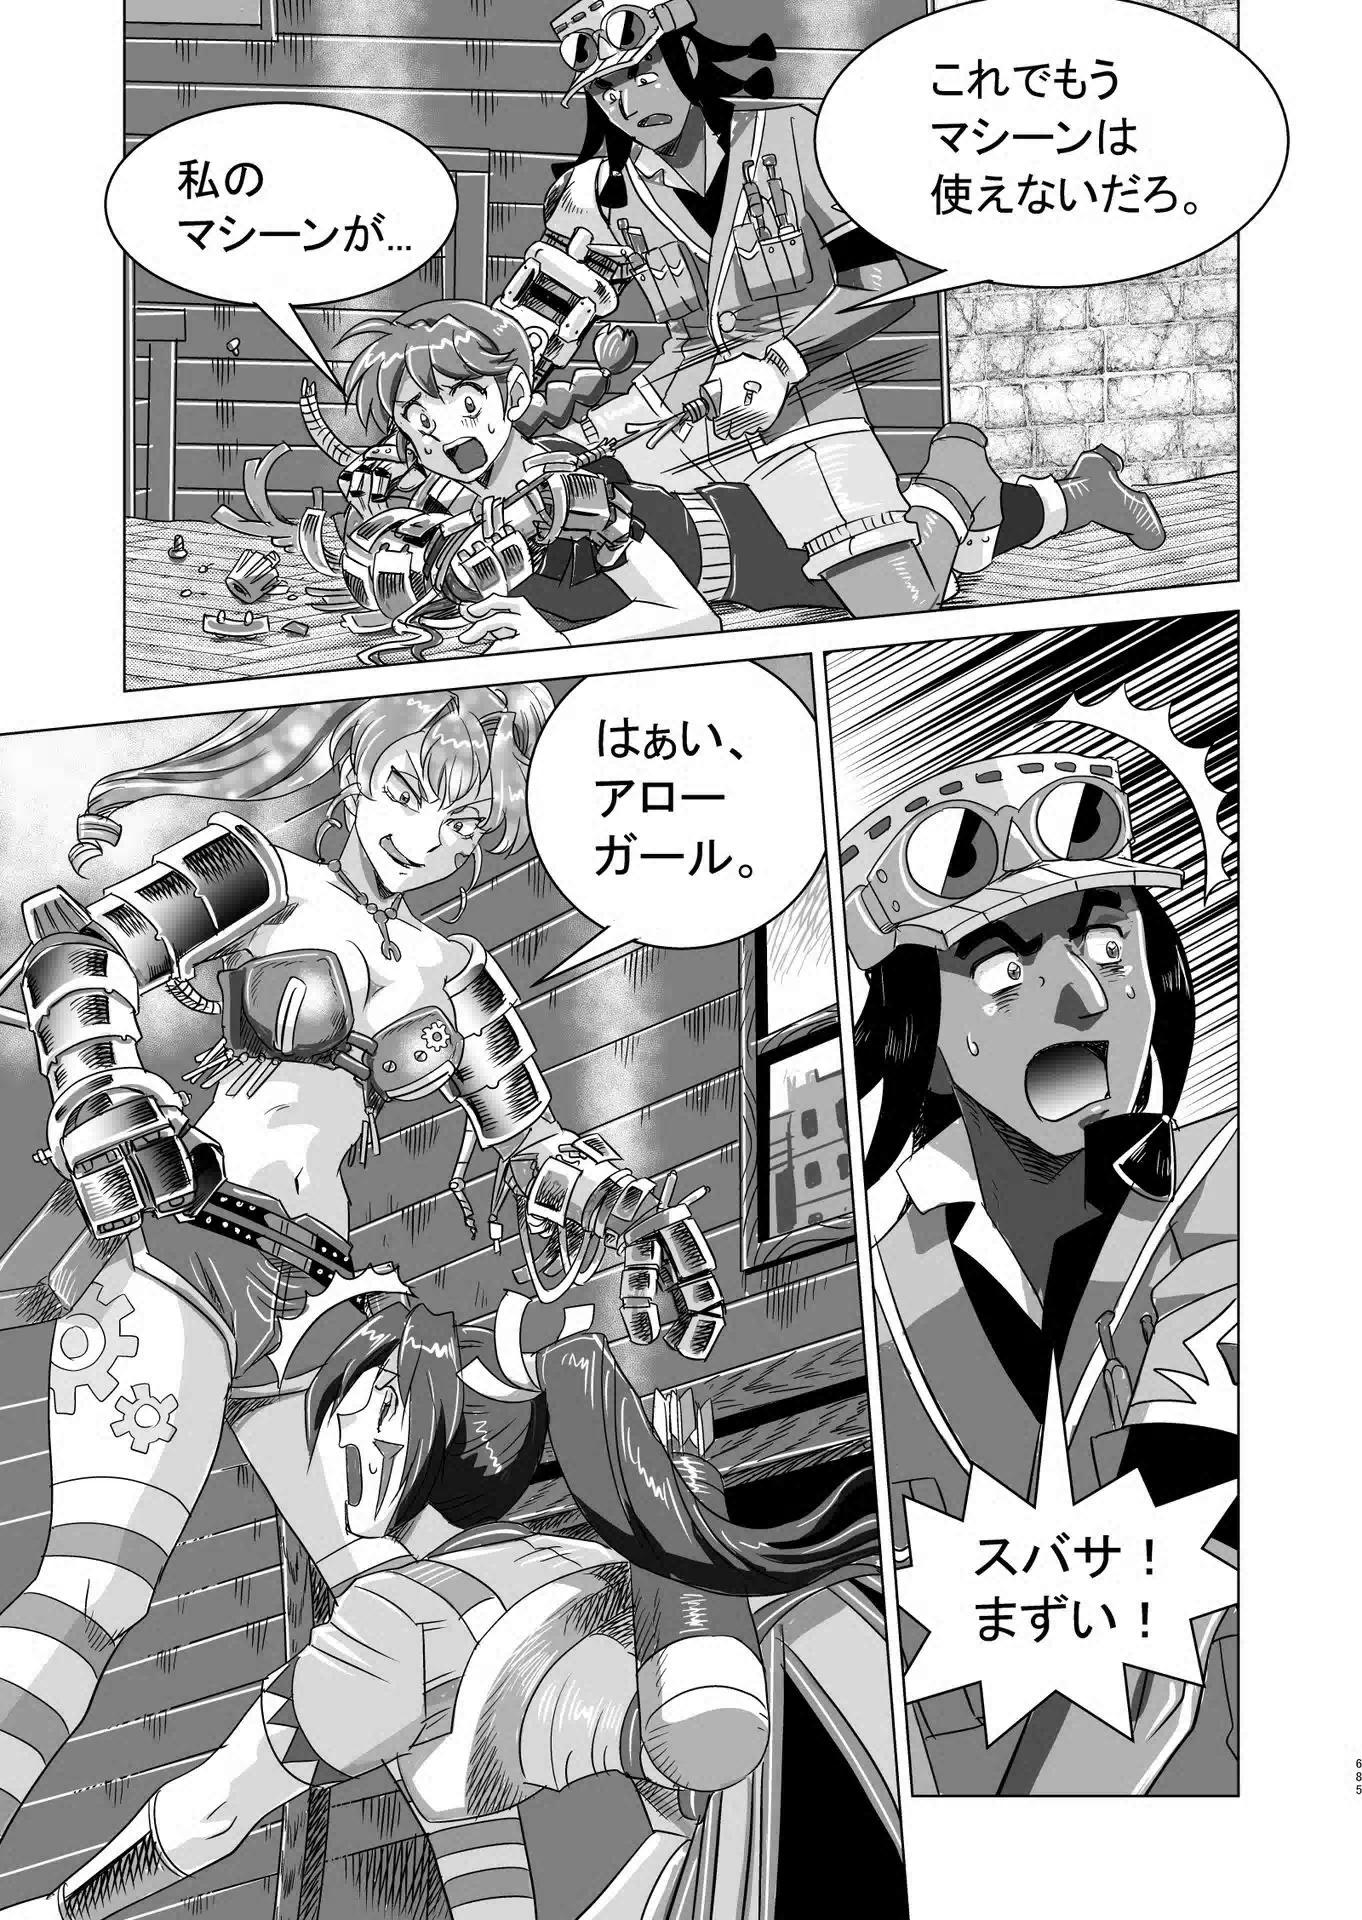 これでもう
マシーンは
使えないだろ。
私の
マシーンが...
スバサ！
まずい！
はぁい、
アロー
ガール。
685